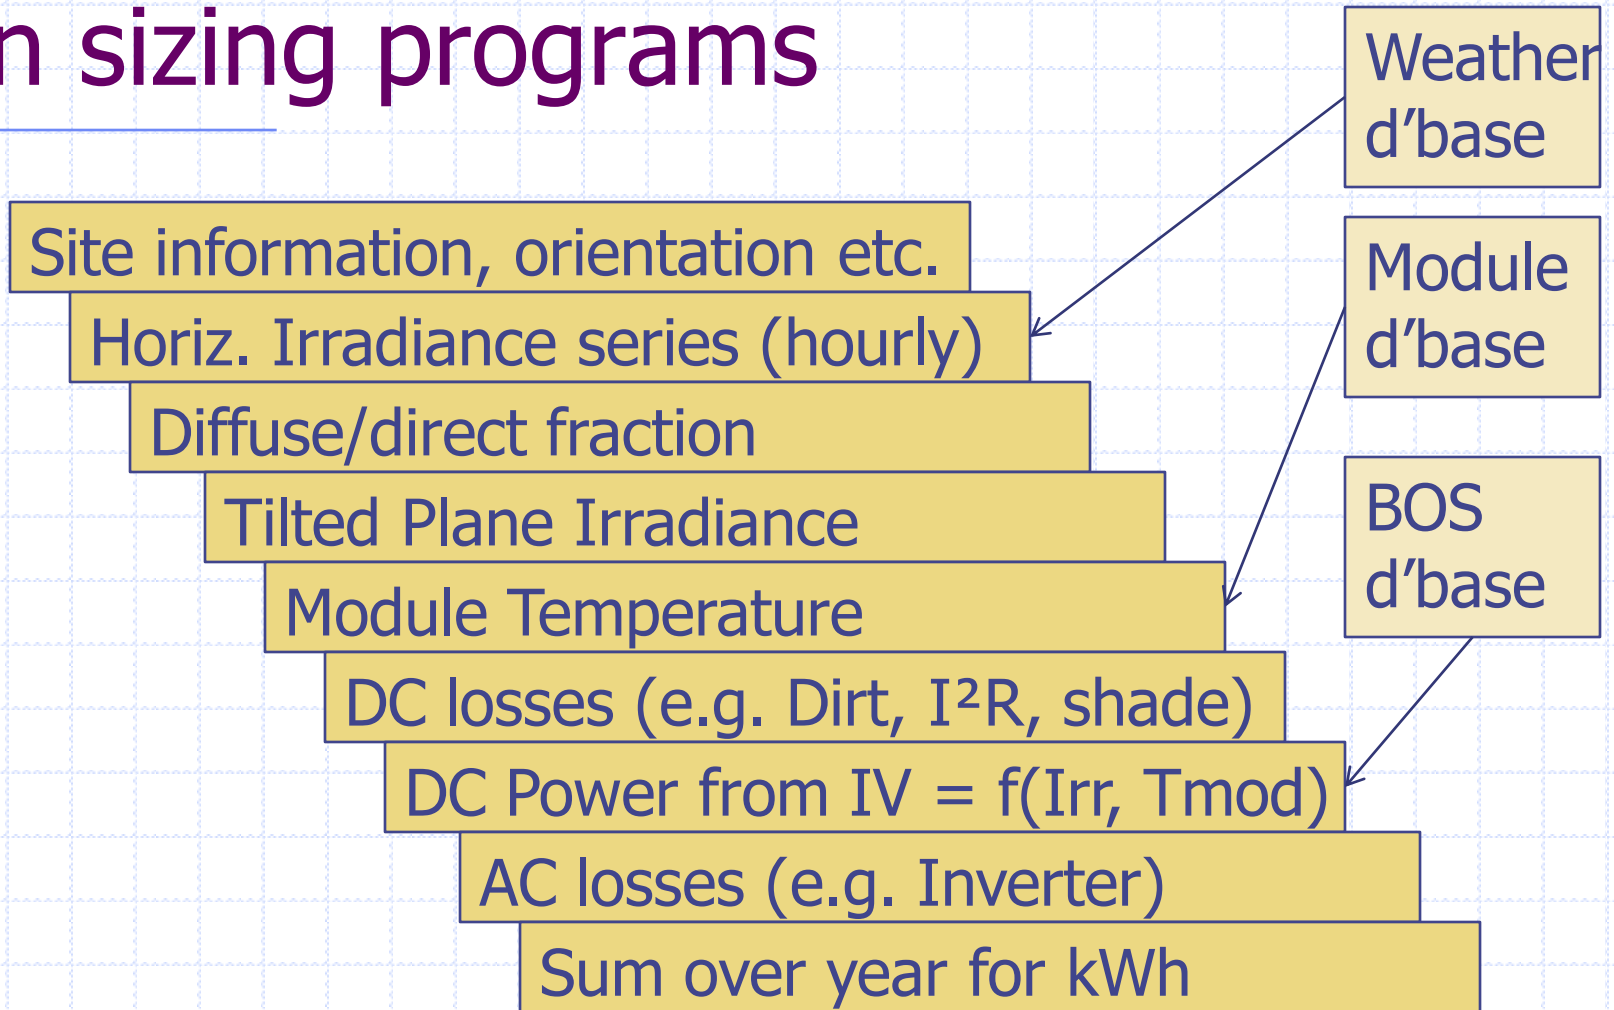 n sizing programs
Weather
d’base
Site information, orientation etc.
Module
d’base
Horiz. Irradiance series (hourly)
Diffuse/direct fraction
BOS
d’base
Tilted Plane Irradiance
Module Temperature
DC losses (e.g. Dirt, I²R, shade)
DC Power from IV = f(Irr, Tmod)
AC losses (e.g. Inverter)
Sum over year for kWh